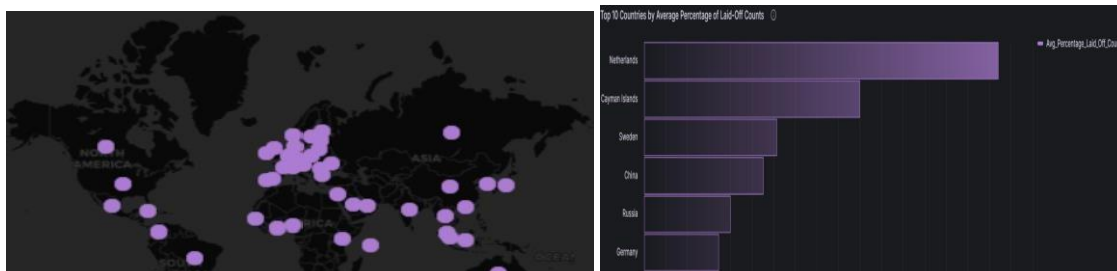 NORTH
AMERICA
ASIA
Top 10 Countries by Average Percentage of Laid-Off Counts
Avg_Percentage_Laid_Off_Cou
Netherlands
Cayman Islands
Sweden
China
Russia
Germany